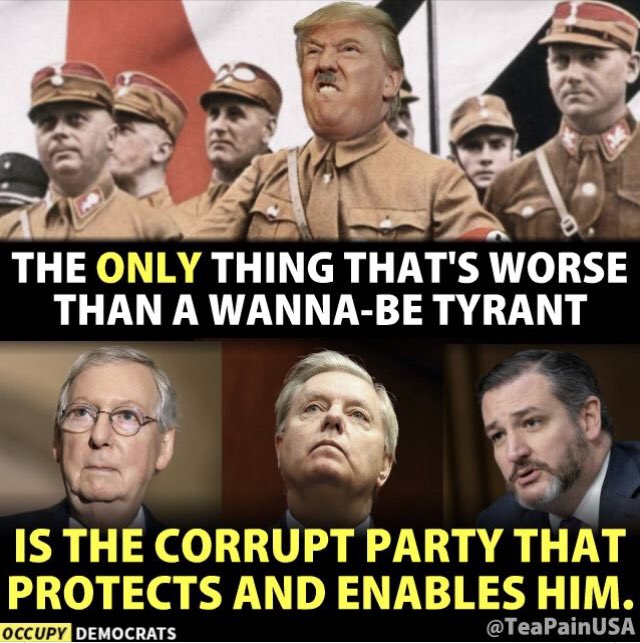 THE ONLY THING THAT'S WORSE
THAN A WANNA-BE TYRANT
IS THE CORRUPT PARTY THAT
PROTECTS AND ENABLES HIM.
OCCUPY DEMOCRATS
@TeaPainUSA